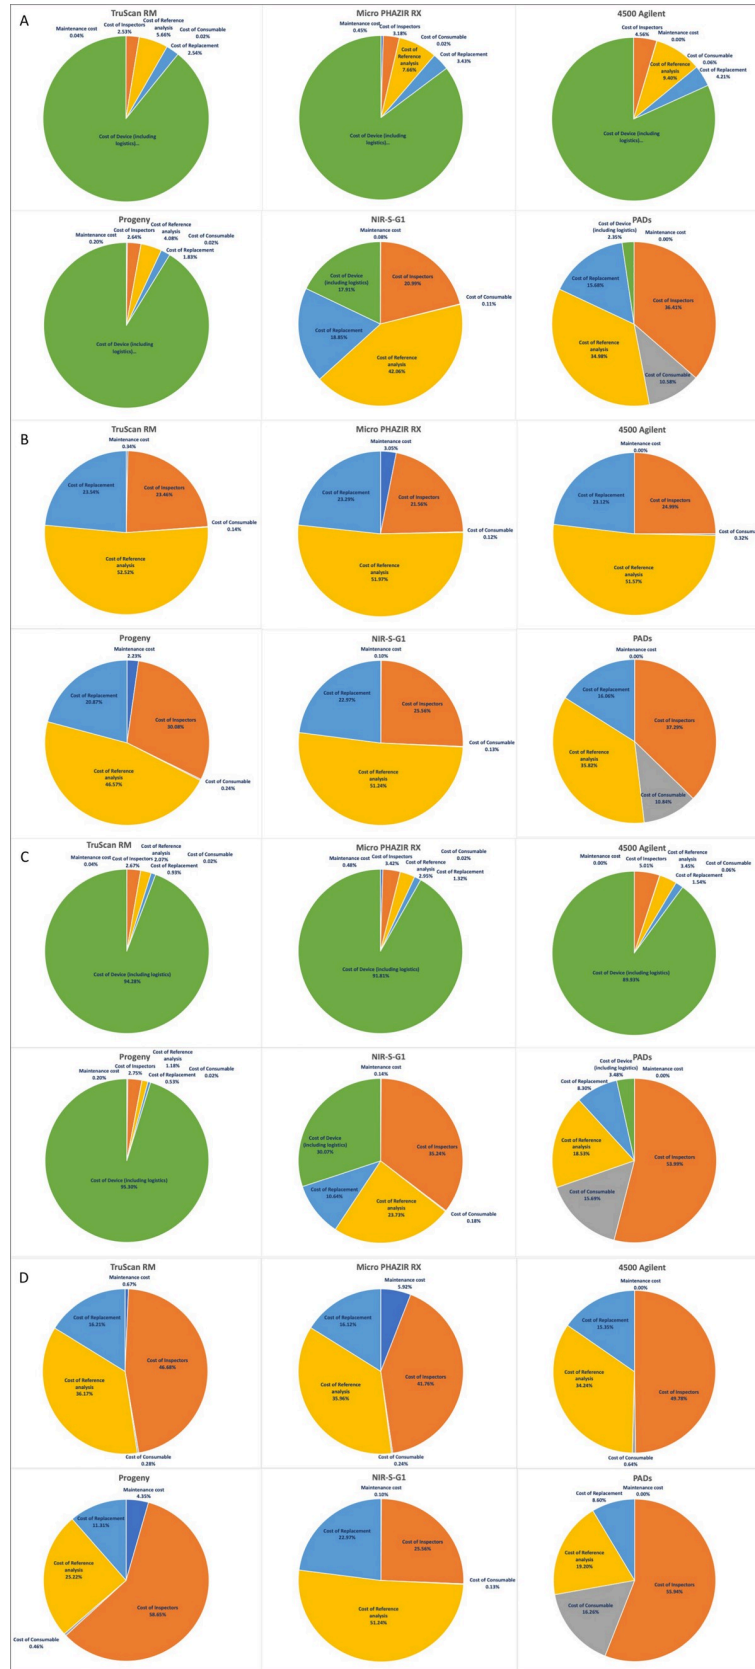 A
TruScan RM
Maintenance cost
0.04%
Cost of Inspectors
2.53%
Cost of Reference
analysis
5.66%
Cost of Consumable
0.02%
Cost of Replacement
2.54%
Cost of Device (including
logistics)...
Micro PHAZIR RX
Maintenance cost
0.45%
Cost of Inspectors
3.18%
Cost of Consumable
0.02%
Cost of Reference
analysis
7.66%
Cost of Replacement
3.43%
Cost of Device (including
logistics)...
4500 Agilent
Cost of Inspectors
4.56%
Maintenance cost
0.00%
Cost of Consumable
0.06%
Cost of Reference
analysis
9.40%
Cost of Replacement
4.21%
Cost of Device (including
logistics)...
Progeny
Maintenance cost
0.20%
Cost of Inspectors
2.64%
Cost of Reference
analysis
4.08%
Cost of Consumable
0.02%
Cost of Replacement
1.83%
Cost of Device (including
logistics)...
NIR-S-G1
Maintenance cost
0.08%
Cost of Device
(including logistics)
17.91%
Cost of Inspectors
Cost of Consumable
0.11%
Cost of Replacement
18.85%
Cost of Reference
analysis
42.06%
PADs
Cost of Device
(including logistics)
2.35%
Maintenance cost
0.00%
Cost of Replacement
15.68%
Cost of Inspectors
36.41%
Cost of Reference
analysis
34.98%
Cost of Consumable
10.58%
B
TruScan RM
Maintenance cost
0.34%
Cost of Replacement
Cost of Inspectors
23.46%
Cost of Consumable
0.14%
Cost of Reference
analysis
52.52%
Micro PHAZIR RX
Maintenance cost
3.05%
Cost of Replacement
23.29%
Cost of Inspectors
21.56%
Cost of Consumable
0.12%
Cost of Reference
analysis
51.97%
4500 Agilent
Maintenance cost
0.00%
Cost of Replacement
23.12%
Cost of Inspectors
Cost of Consum
0.32%
Cost of Reference
analysis
51.57%
Progeny
Maintenance cost
2.23%
Cost of Replacement
20.87%
Cost of Inspectors
30.08%
Cost of Consumable
0.24%
Cost of Reference
analysis
46.57%
NIR-S-G1
Maintenance cost
0.10%
Cost of Replacement
22.97%
Cost of Inspectors
25.56%
Cost of Consumable
0.13%
Cost of Reference
analysis
51.24%
PADs
Maintenance cost
0.00%
Cost of Replacement
16.06%
Cost of Inspectors
Cost of Reference
analysis
35.82%
Cost of Consumable
10.84%
C
TruScan RM
Maintenance cost
0.04%
Cost of Inspectors
2.67%
Cost of Reference
analysis
2.07%
Cost of Consumable
0.02%
Cost of Replacement
0.93%
Cost of Device (including logistics)
94.28%
Micro PHAZIR RX
Maintenance cost
0.48%
Cost of Inspectors
3.42%
Cost of Consumable
0.02%
Cost of Reference
analysis
2.95%
Cost of Replacement
1.32%
Cost of Device (including logistics)
91.81%
4500 Agilent
Maintenance cost
0.00%
Cost of Inspectors
5.01%
Cost of Reference
analysis
3.45%
Cost of Consumable
0.06%
Cost of Replacement
1.54%
Cost of Device (including logistics)
Progeny
Maintenance cost
0.20%
Cost of Inspectors
2.75%
Cost of Reference
analysis
1.18%
Cost of Consumable
0.02%
Cost of Replacement
0.53%
Cost of Device (including logistics)
NIR-S-G1
Maintenance cost
0.14%
Cost of Device
(including logistics)
30.07%
Cost of Inspectors
35.24%
Cost of Replacement
10.64%
Cost of Reference
analysis
23.73%
Cost of Consumable
0.18%
PADs
Cost of Device
(including logistics)
3.48%
Maintenance cost
0.00%
Cost of Replacement
8.30%
Cost of Reference
analysis
18.53%
Cost of Inspectors
Cost of Consumable
15.69%
D
TruScan RM
Maintenance cost
0.67%
Cost of Replacement
16.21%
Cost of Inspectors
46.68%
Cost of Reference
analysis
36.17%
Cost of Consumable
0.28%
Micro PHAZIR RX
Maintenance cost
5.92%
Cost of Replacement
16.12%
Cost of Inspectors
41.76%
Cost of Reference
analysis
35.96%
Cost of Consumable
0.24%
4500 Agilent
Maintenance cost
0.00%
Cost of Replacement
15.35%
Cost of Reference
analysis
34.24%
Cost of Inspectors
Cost of Consumable
0.64%
Progeny
Maintenance cost
4.35%
Cost of Replacement
Cost of Reference
analysis
25.22%
Cost of Inspectors
Cost of Consumable
0.46%
NIR-S-G1
Maintenance cost
0.10%
Cost of Replacement
22.97%
Cost of Inspectors
25.56%
Cost of Consumable
0.13%
Cost of Reference
analysis
51.24%
PADs
Cost of Replacement
8.60%
Maintenance cost
0.00%
Cost of Reference
analysis
19.20%
Cost of Inspectors
55.94%
Cost of Consumable
16.26%